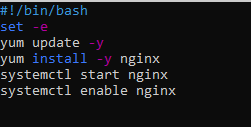 #!/bin/bash
set -e
yum update -y
yum install -y nginx
systemctl start nginx
systemctl enable nginx